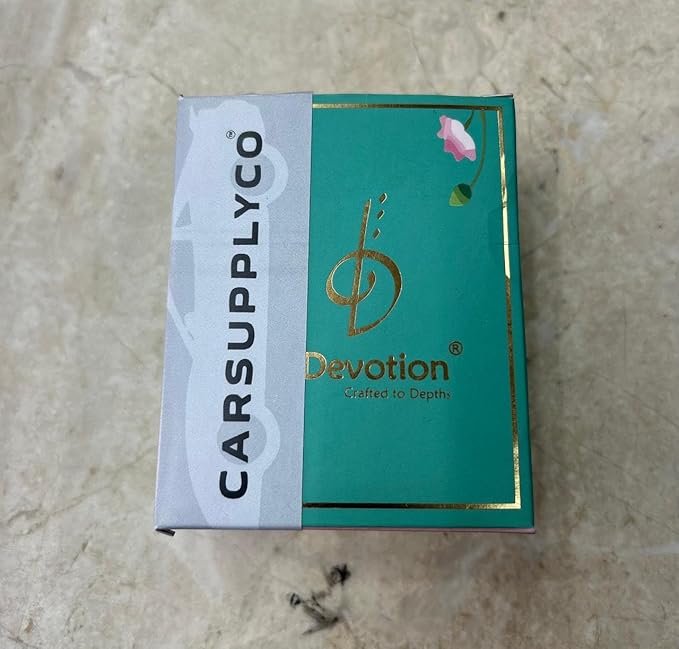 CARSUPPLYCO®
Devotion®
Crafted to Depths